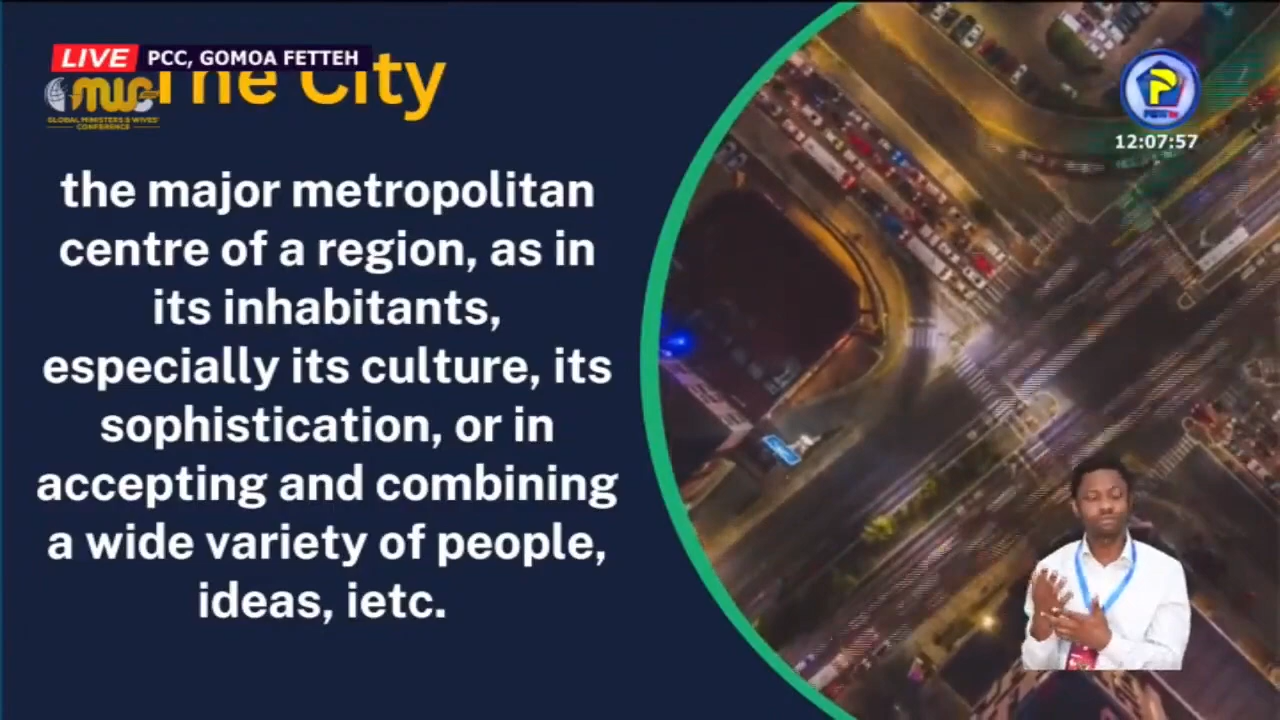 LIVE PCC, GOMOA FETTEH
The City
MWC
GLOBAL MINISTERS & WIVES'
CONFERENCE
P
12:07:57
the major metropolitan
centre of a region, as in
its inhabitants,
especially its culture, its
sophistication, or in
accepting and combining
a wide variety of people,
ideas, ietc.